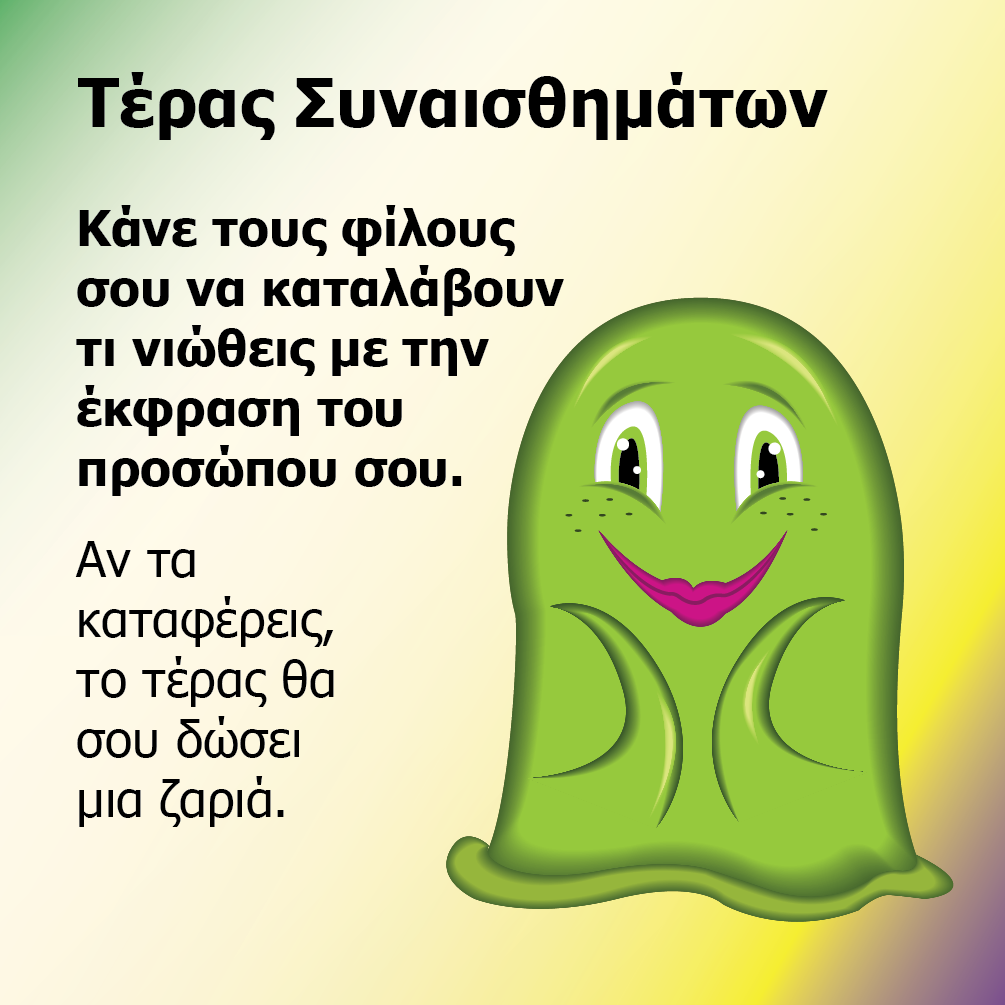 Τέρας Συναισθημάτων
Κάνε τους φίλους
σου να καταλάβουν
τι νιώθεις με την
έκφραση του
προσώπου σου.
Αν τα
καταφέρεις,
το τέρας θα
σου δώσει
μια ζαριά.